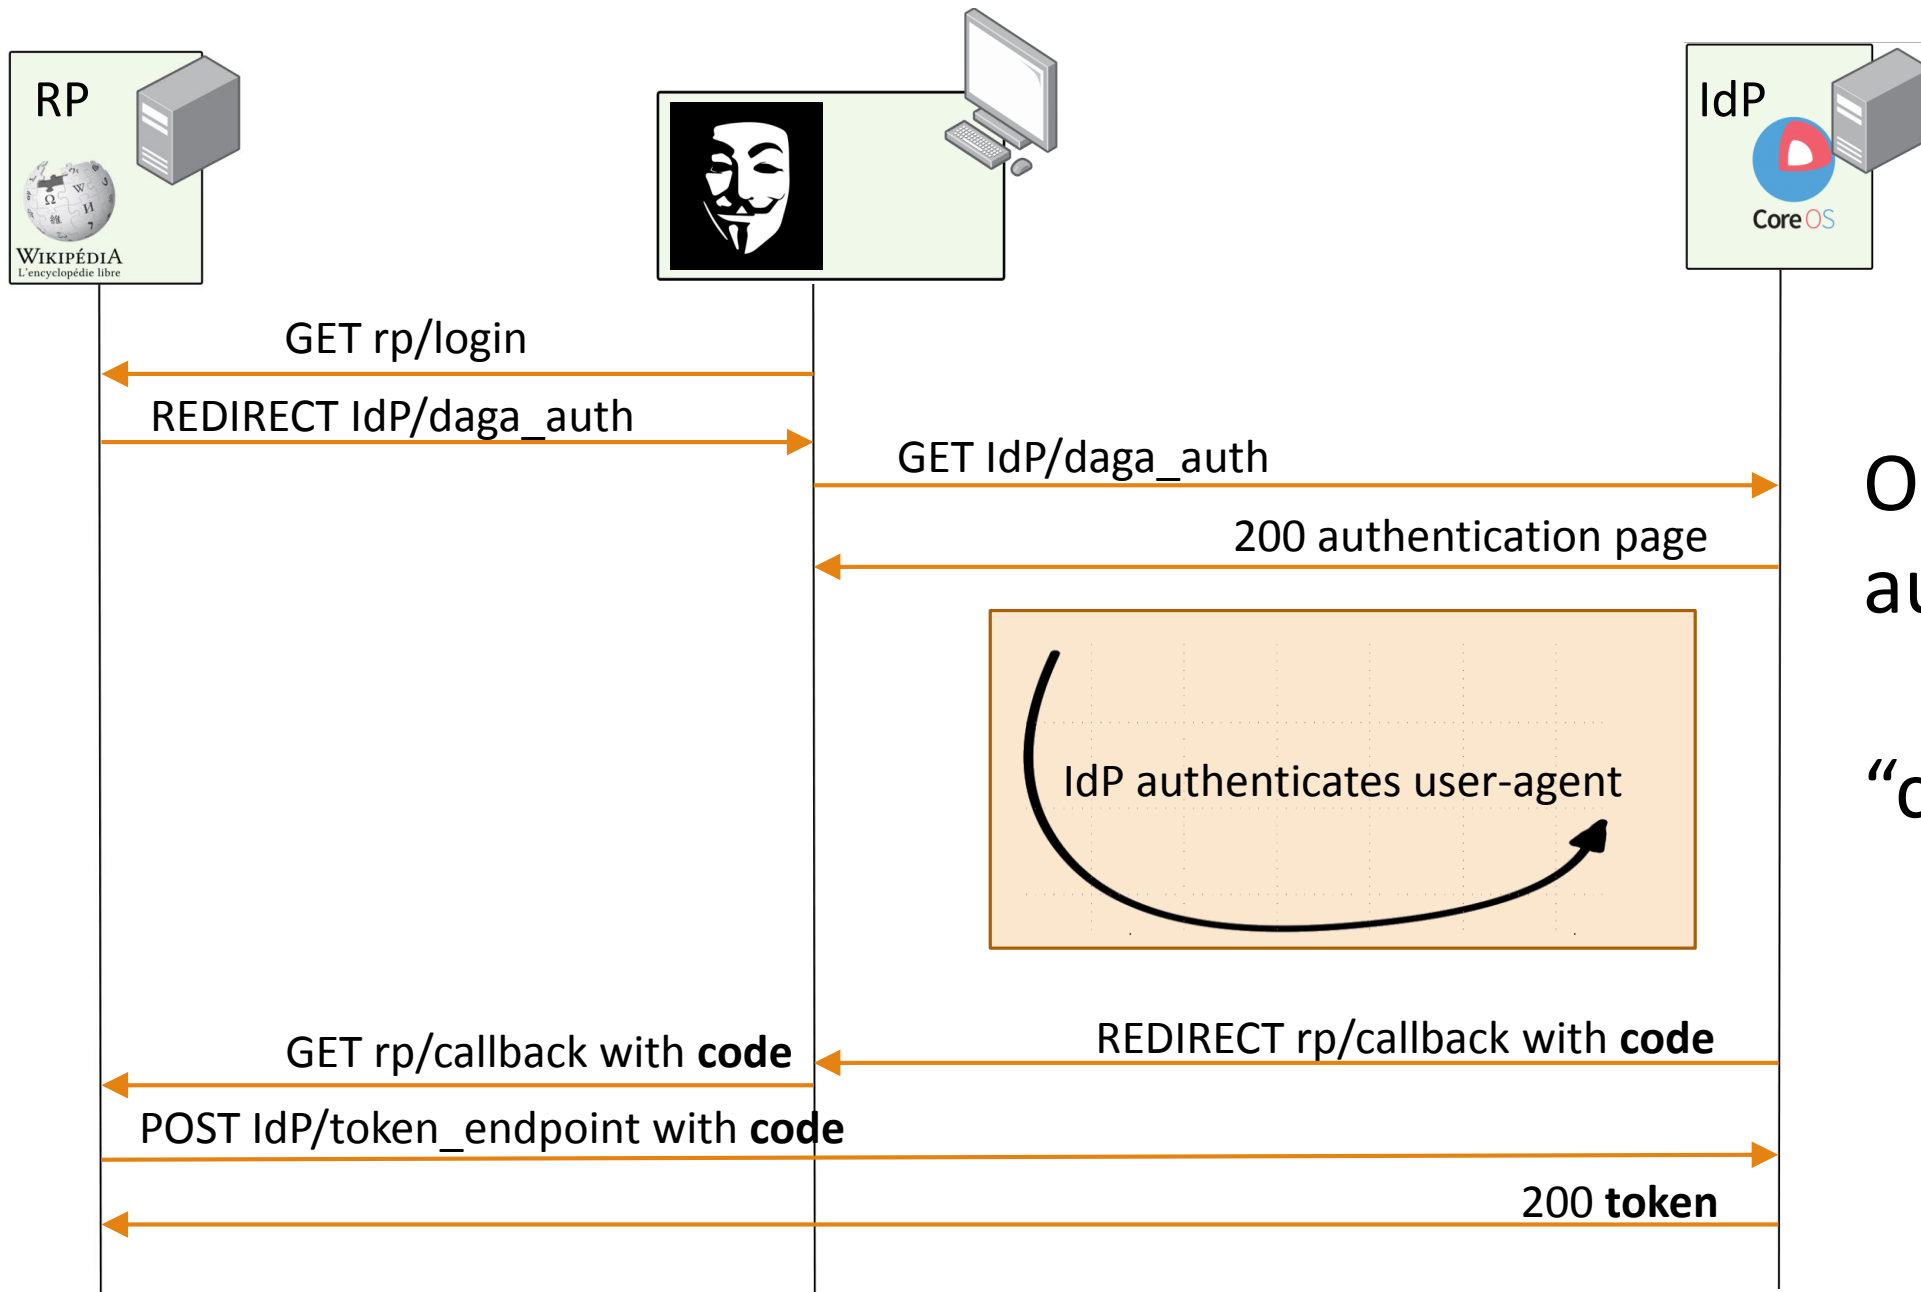 RP
WIKIPÉDIA
L'encyclopédie libre
IdP
Core OS
GET rp/login
REDIRECT IdP/daga_auth
GET IdP/daga_auth
200 authentication page
IdP authenticates user-agent
REDIRECT rp/callback with code
GET rp/callback with code
POST IdP/token_endpoint with code
200 token